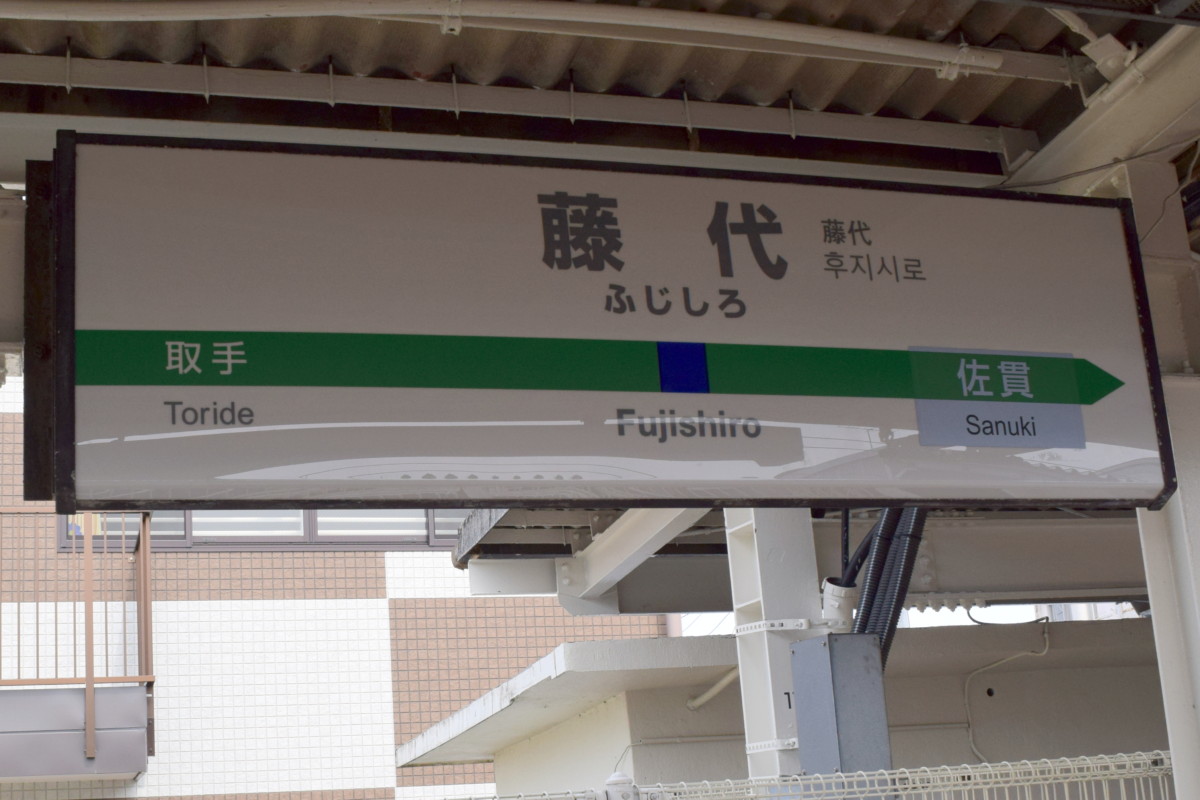 藤代
藤代
후지시로
ふじしろ
取手
佐貫
Toride
Fujishiro
Sanuki